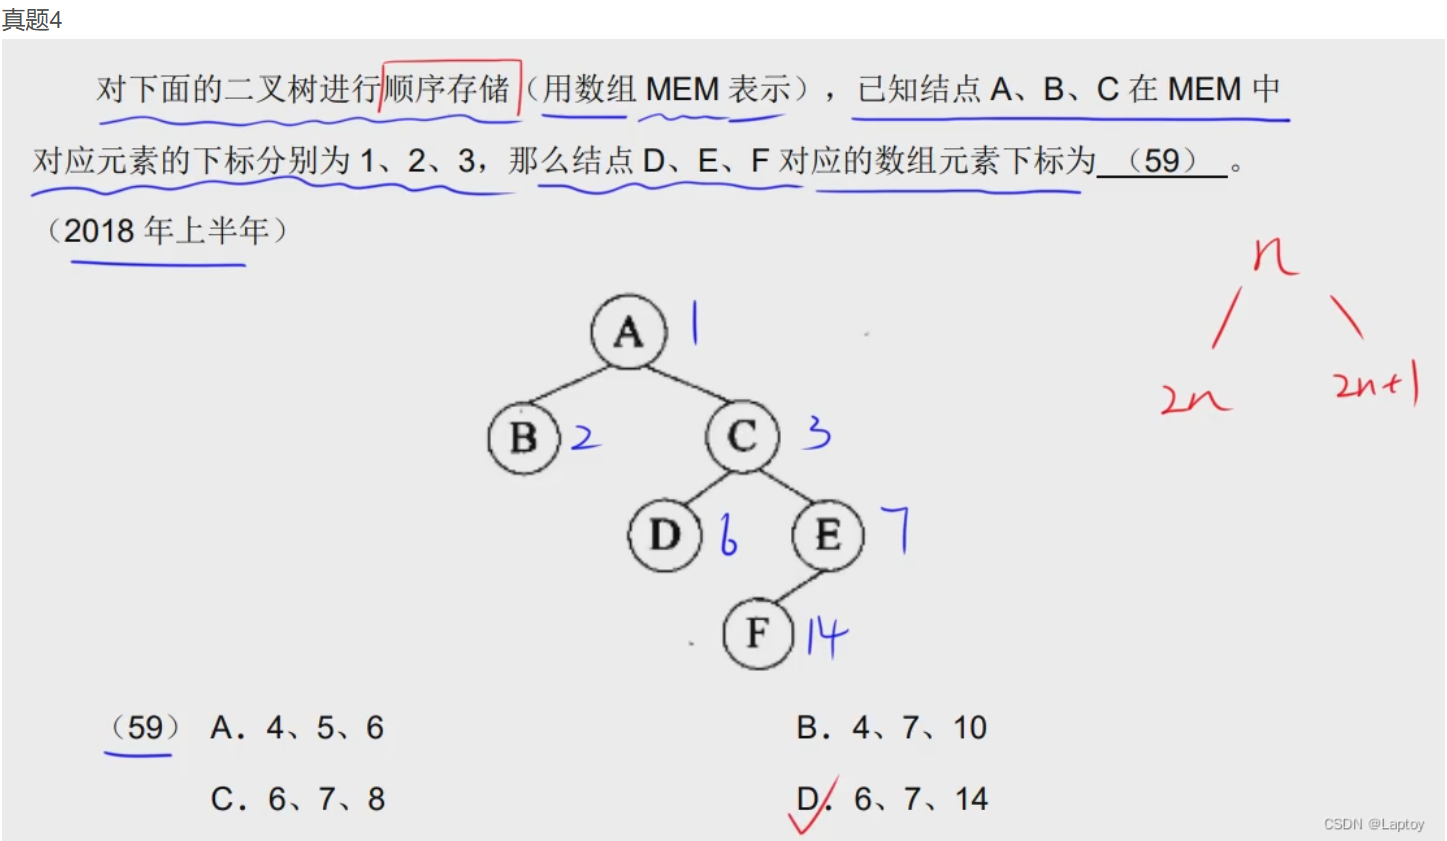 真题4
对下面的二叉树进行顺序存储（用数组 MEM 表示），已知结点 A、B、C 在 MEM 中
对应元素的下标分别为 1、2、3，那么结点 D、E、F 对应的数组元素下标为 （59） 。
（2018 年上半年）
n
2n 2n+1
A 1
B 2 C 3
D 6 E 7
F 14
（59） A．4、5、6 B．4、7、10
C．6、7、8 D．6、7、14
CSDN @Laptoy